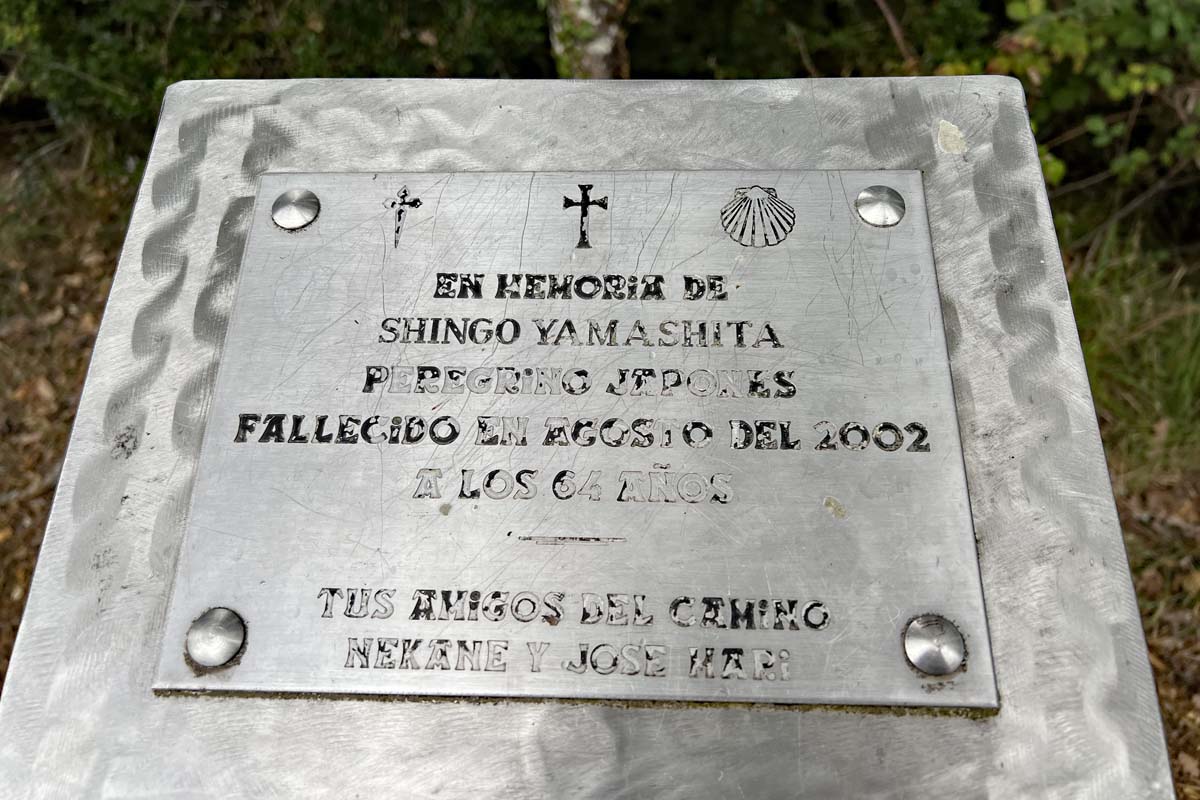 EN MEMORiA DE
SHINGO YAMASHITA
PEREGRiNO JAPONES
FALLECiDO EN AGOSTO DEL 2002
A LOS 64 AÑOS
TUS AMiGOS DEL CAMiNO
NEKANE Y JOSE MARi